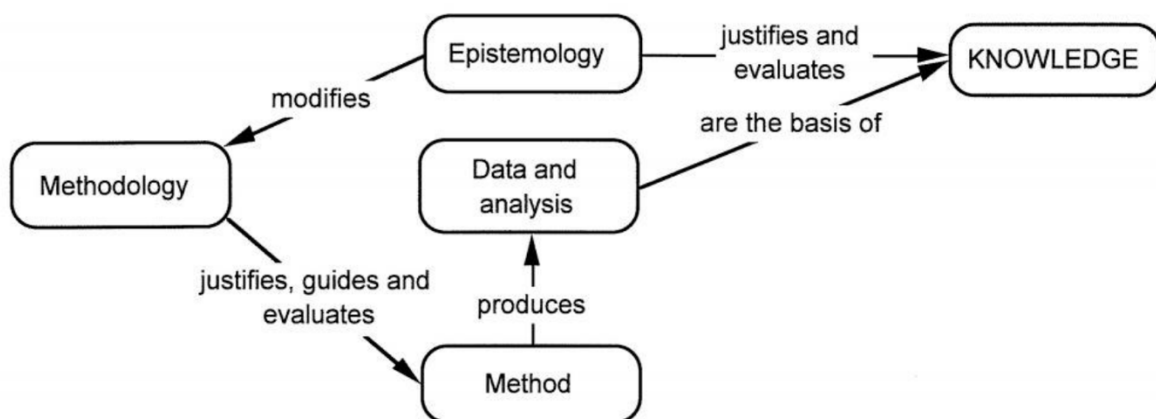 Epistemology
justifies and
evaluates
KNOWLEDGE
modifies
are the basis of
Methodology
Data and
analysis
justifies, guides and
evaluates
produces
Method